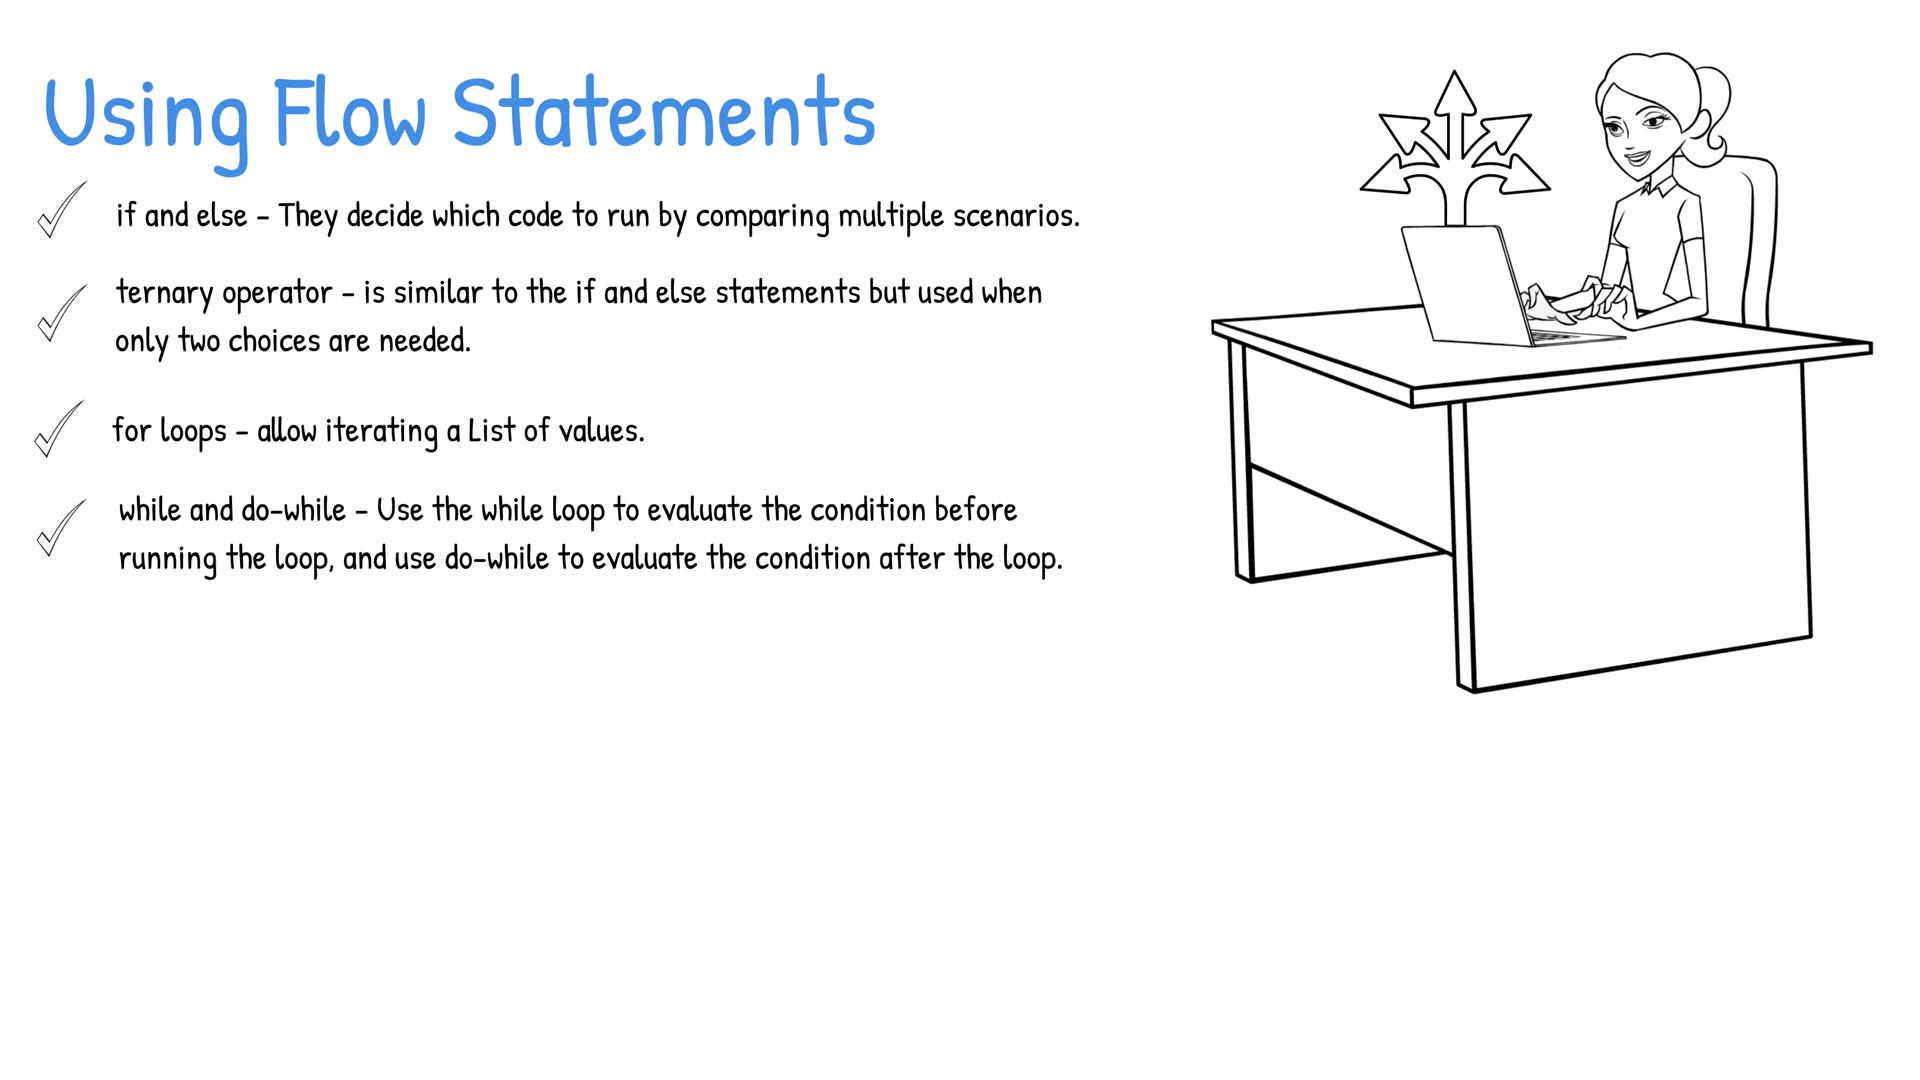 Using Flow Statements
if and else - They decide which code to run by comparing multiple scenarios.
ternary operator - is similar to the if and else statements but used when
only two choices are needed.
for loops - allow iterating a List of values.
while and do-while - Use the while loop to evaluate the condition before
running the loop, and use do-while to evaluate the condition after the loop.